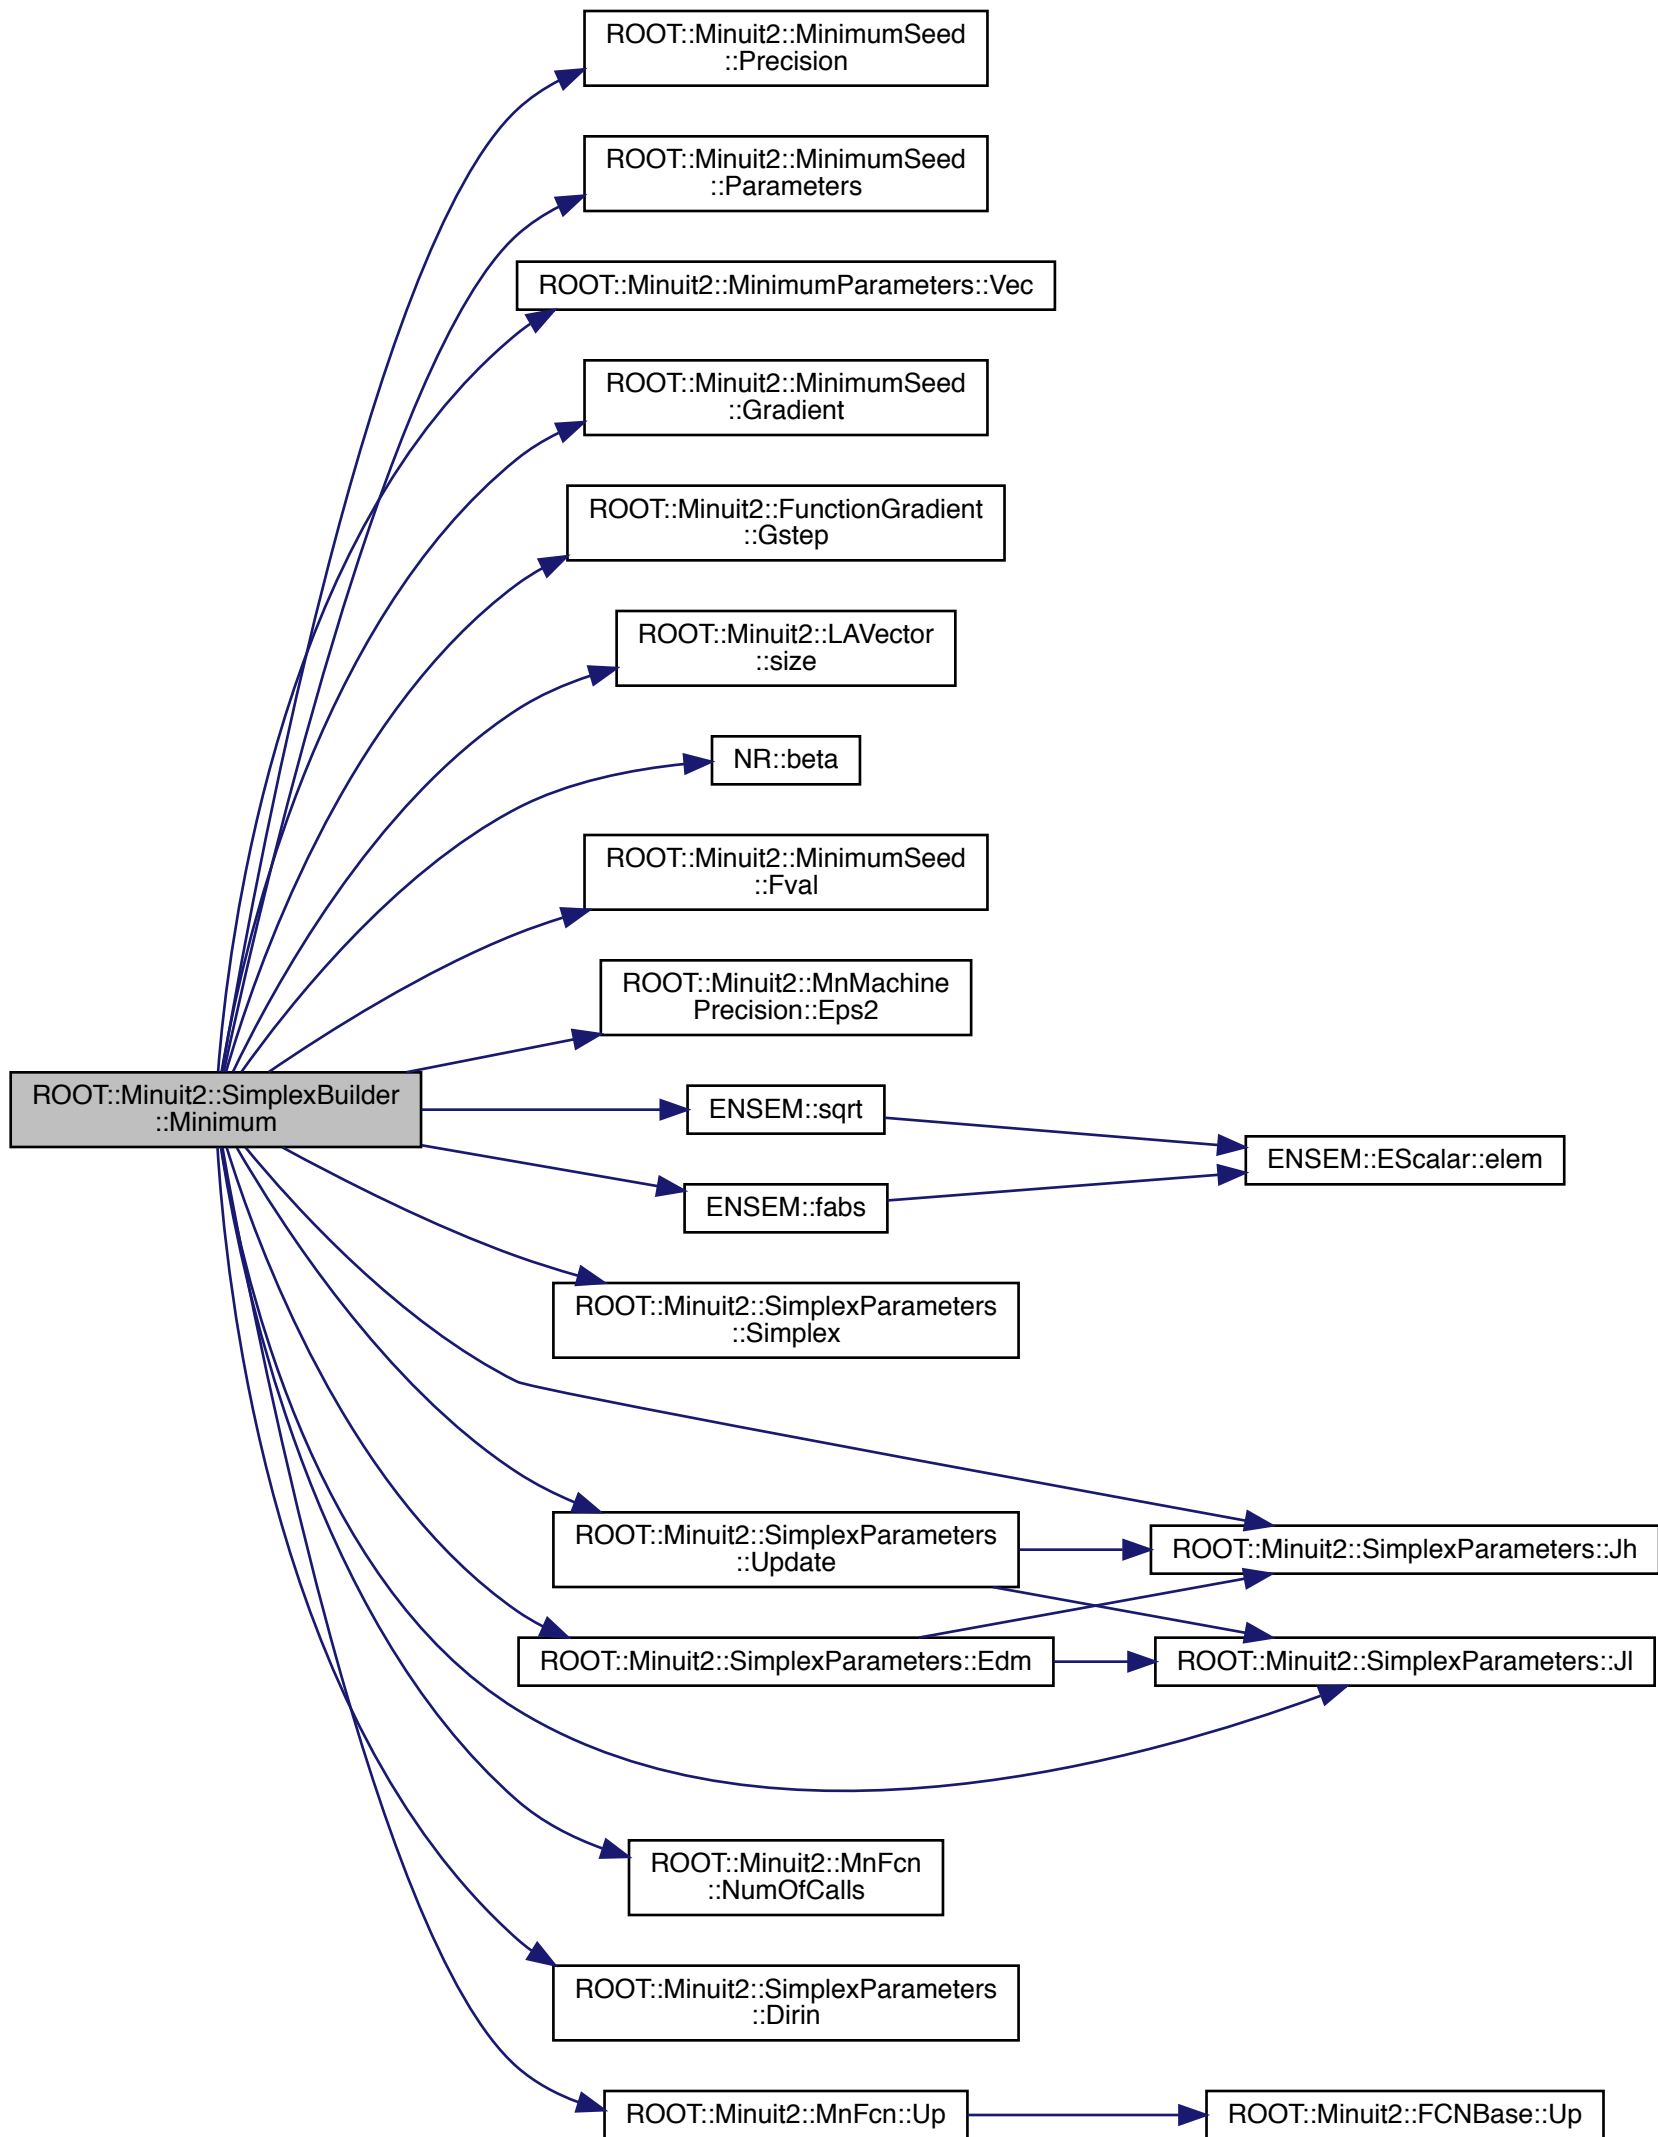 ROOT::Minuit2::MinimumSeed
::Precision
ROOT::Minuit2::MinimumSeed
::Parameters
ROOT::Minuit2::MinimumParameters::Vec
ROOT::Minuit2::MinimumSeed
::Gradient
ROOT::Minuit2::FunctionGradient
::Gstep
ROOT::Minuit2::LAVector
::size
NR::beta
ROOT::Minuit2::MinimumSeed
::Fval
ROOT::Minuit2::MnMachine
Precision::Eps2
ROOT::Minuit2::SimplexBuilder
::Minimum
ENSEM::sqrt
ENSEM::EScalar::elem
ENSEM::fabs
ROOT::Minuit2::SimplexParameters
::Simplex
ROOT::Minuit2::SimplexParameters
::Update
ROOT::Minuit2::SimplexParameters::Jh
ROOT::Minuit2::SimplexParameters::Edm
ROOT::Minuit2::SimplexParameters::Jl
ROOT::Minuit2::MnFcn
::NumOfCalls
ROOT::Minuit2::SimplexParameters
::Dirin
ROOT::Minuit2::MnFcn::Up
ROOT::Minuit2::FCNBase::Up